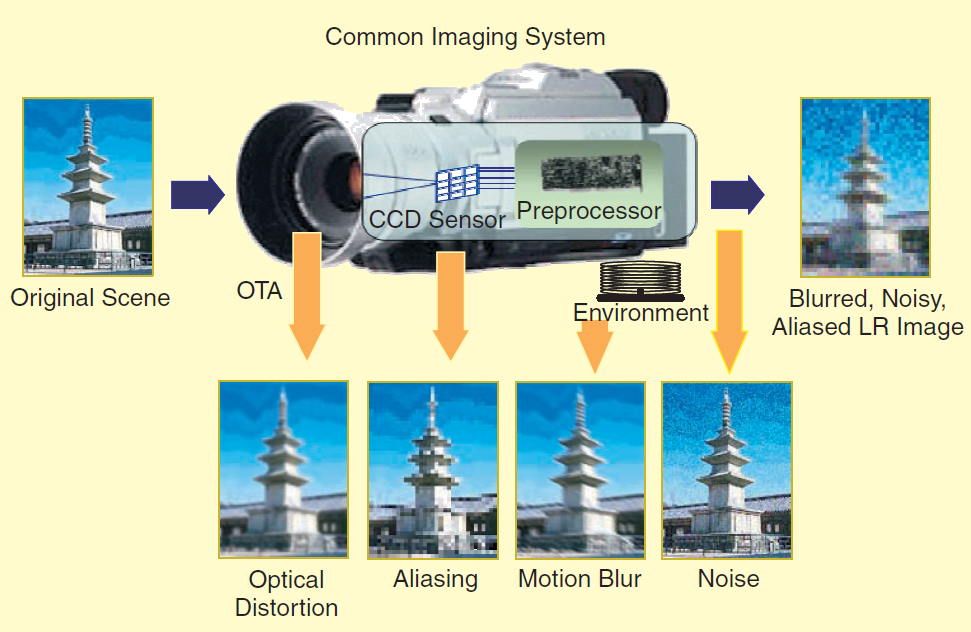 Common Imaging System
CCD Sensor
Preprocessor
Original Scene
OTA
Environment
Blurred, Noisy,
Aliased LR Image
Optical
Distortion
Aliasing
Motion Blur
Noise